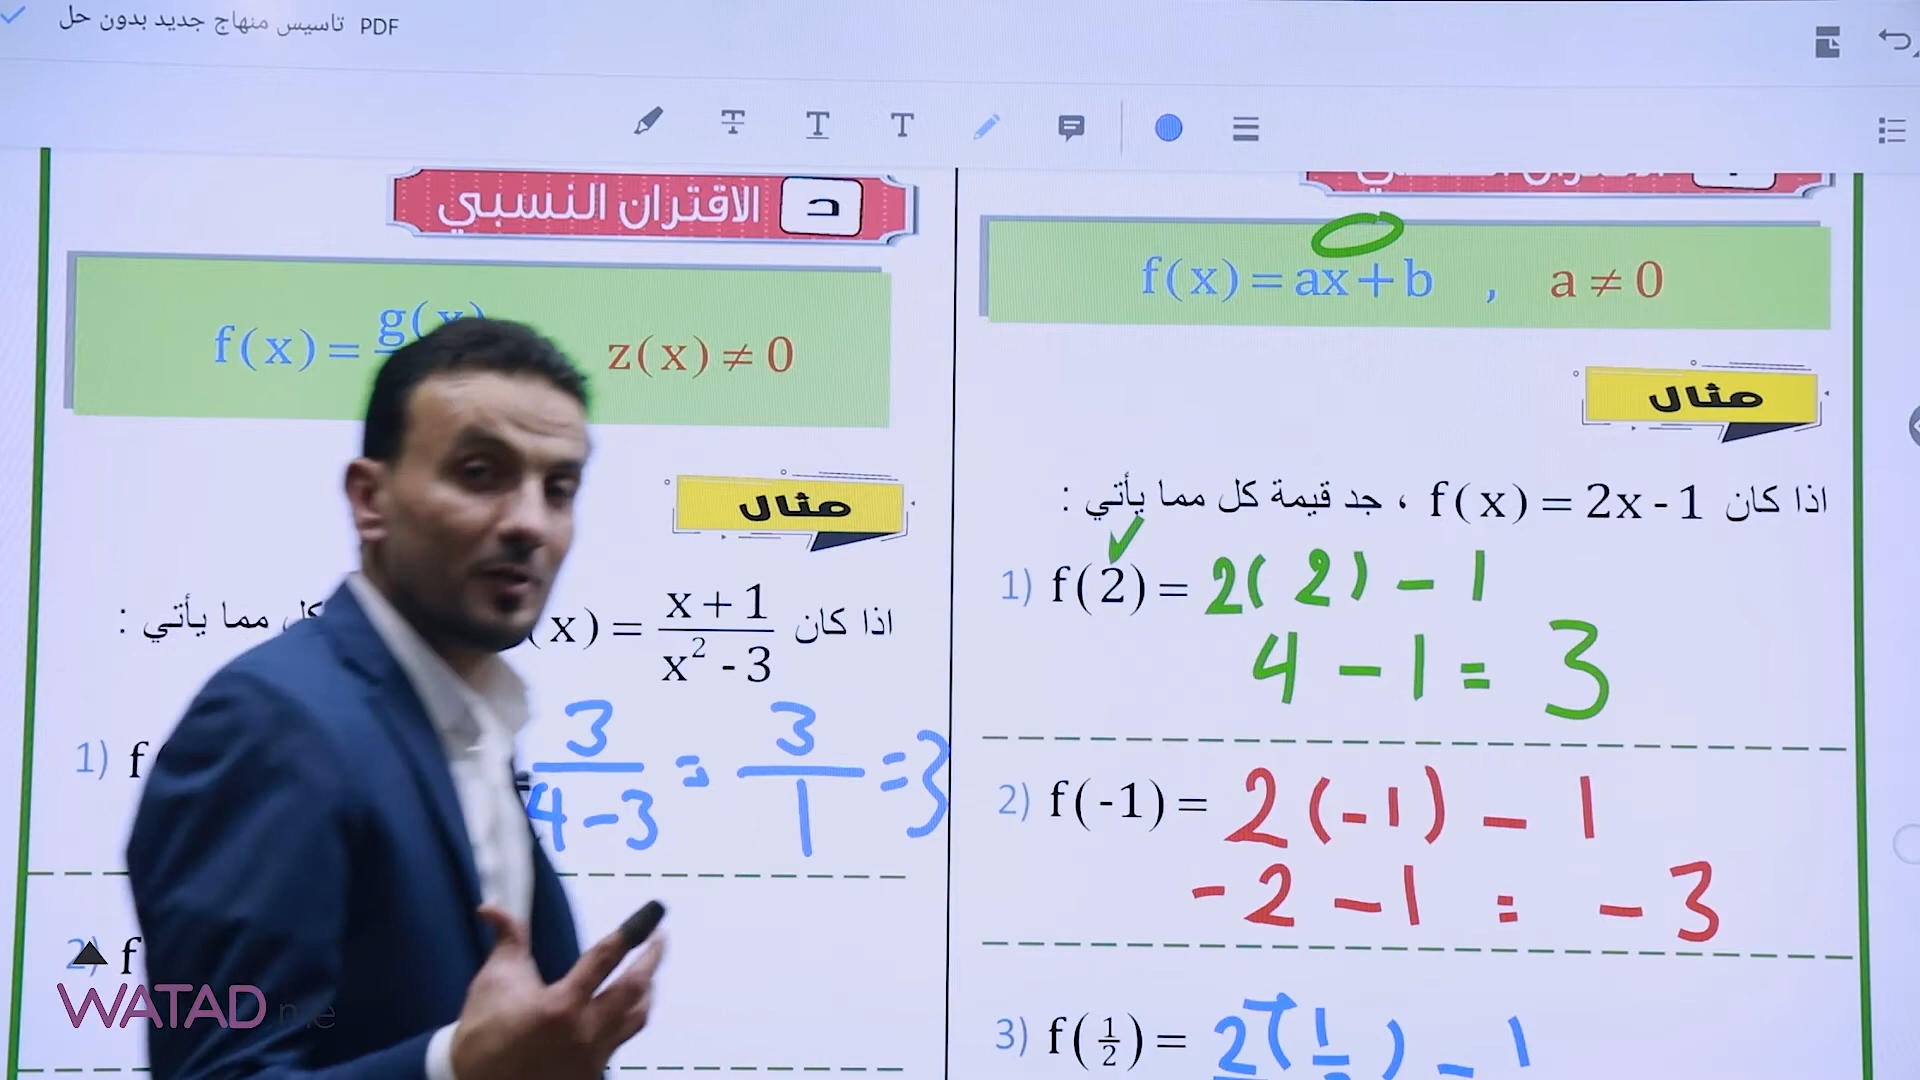 تاسيس منهاج جديد بدون حل PDF
f(x) = ax + b , a ≠ 0
مثال
اذا كان f(x) = 2x - 1 ، جد قيمة كل مما يأتي :
1) f(2) = 2(2) - 1
4 - 1 = 3
2) f(-1) = 2(-1) - 1
-2 - 1 = -3
3) f(1/2) = 2(1/2) - 1
د الاقتران النسبي
f(x) = g(x) z(x) ≠ 0
مثال
اذا كان (x) = x + 1 / x² - 3 كل مما يأتي :
1) f = 3 / 4 - 3 = 3 / 1 = 3
2) f
WATAD.me